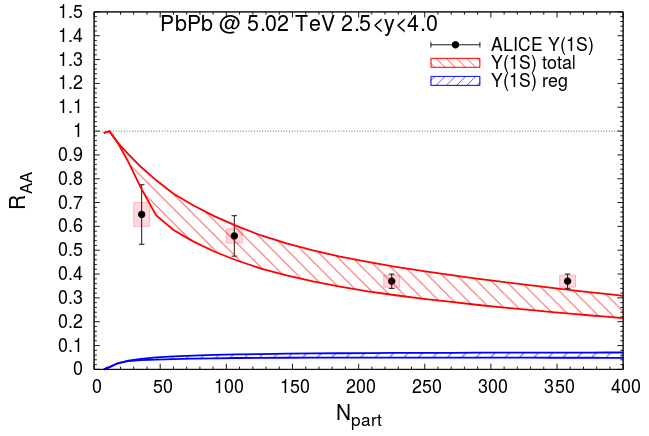 PbPb @ 5.02 TeV 2.5<y<4.0
ALICE Y(1S)
Y(1S) total
Y(1S) reg
R_AA
1.5
1.4
1.3
1.2
1.1
1
0.9
0.8
0.7
0.6
0.5
0.4
0.3
0.2
0.1
0
0 50 100 150 200 250 300 350 400
N_part